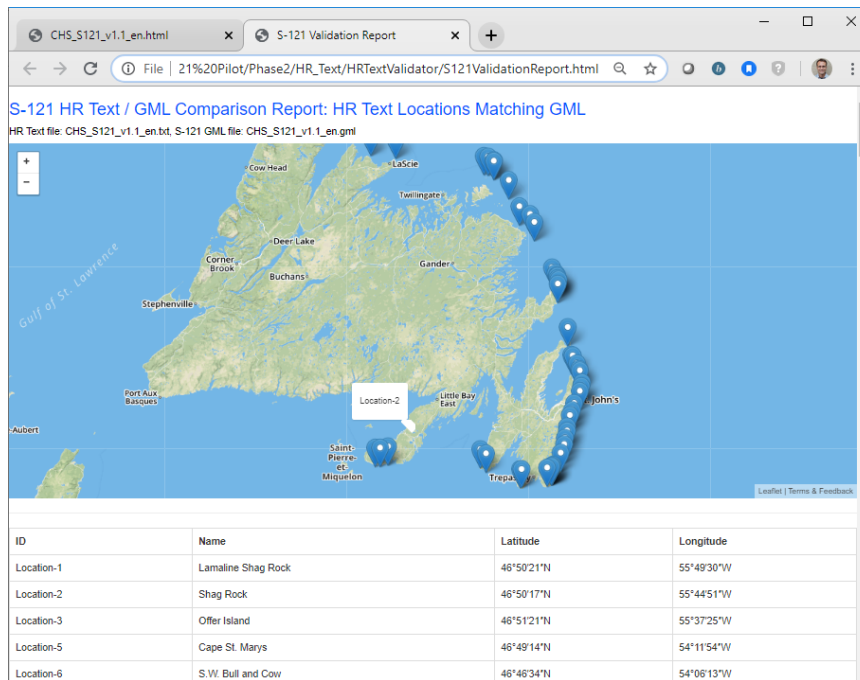 CHS_S121_v1.1_en.html
S-121 Validation Report
File | 21%20Pilot/Phase2/HR_Text/HRTextValidator/S121ValidationReport.html
S-121 HR Text / GML Comparison Report: HR Text Locations Matching GML
HR Text file: CHS_S121_v1.1_en.txt, S-121 GML file: CHS_S121_v1.1_en.gml
+
−
Cow Head
LaScie
Twillingate
Deer Lake
Corner
Brook
Buchans
Gander
Gulf of St. Lawrence
Stephenville
Port Aux
Basques
Location-2
Little Bay
East
John's
-Aubert
Saint-
Pierre-
et-
Miquelon
Leaflet | Terms & Feedback
ID Name Latitude Longitude
Location-1 Lamaline Shag Rock 46°50'21"N 55°49'30"W
Location-2 Shag Rock 46°50'17"N 55°44'51"W
Location-3 Offer Island 46°51'21"N 55°37'25"W
Location-5 Cape St. Marys 46°49'14"N 54°11'54"W
Location-6 S.W. Bull and Cow 46°46'34"N 54°06'13"W